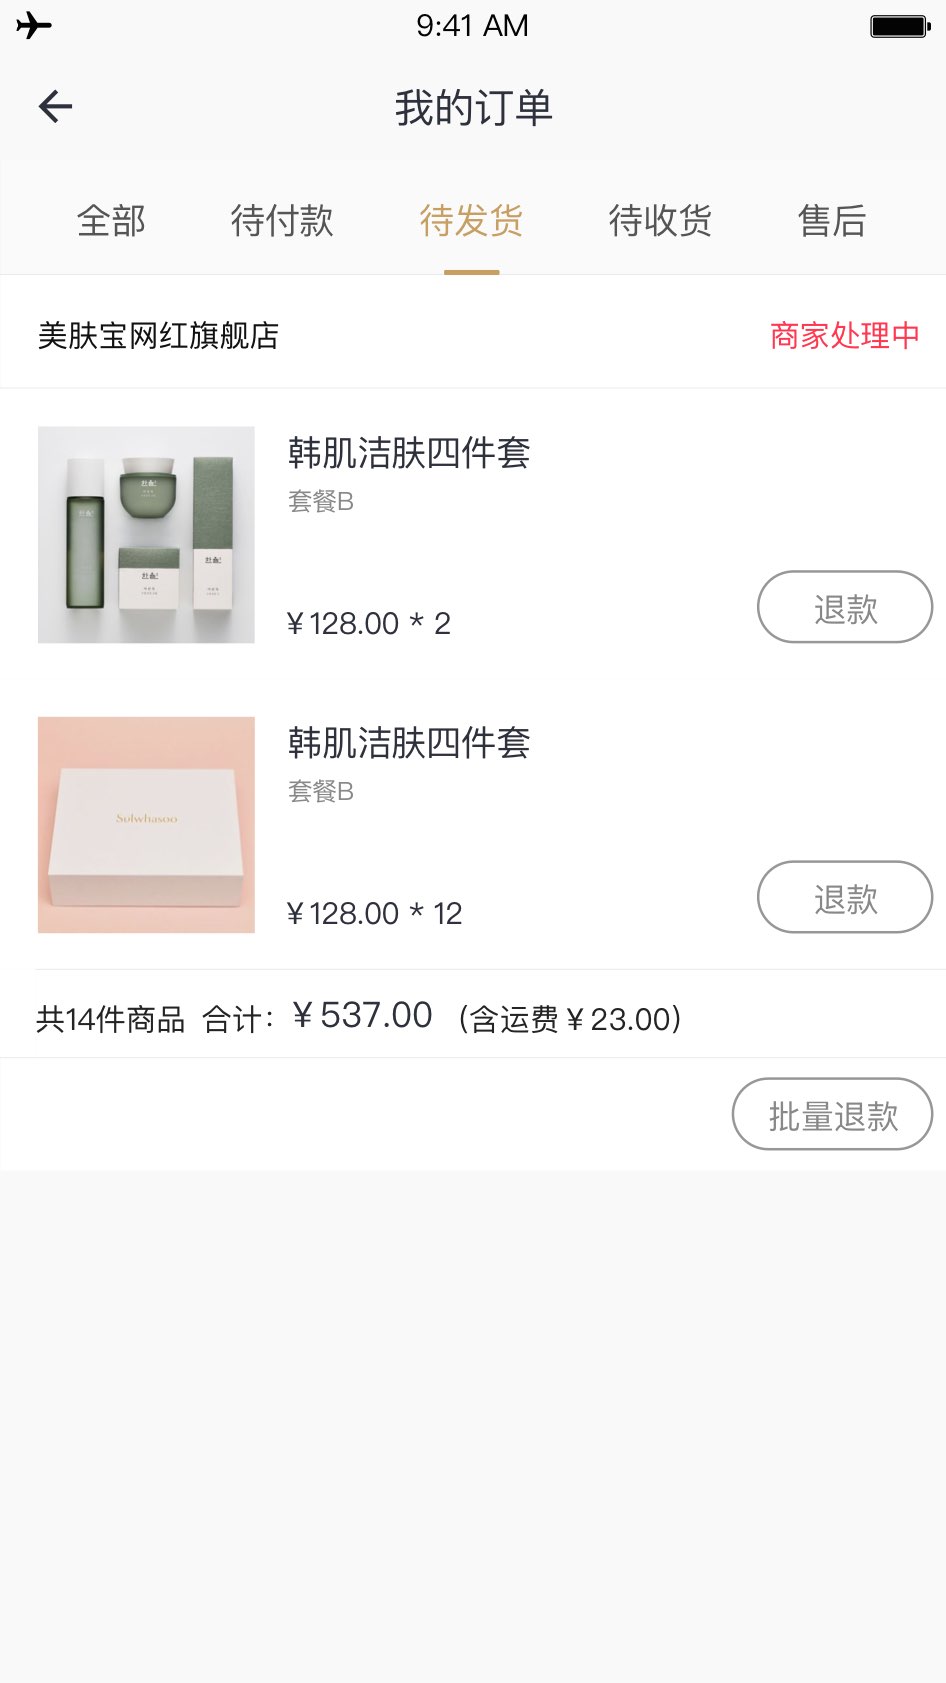 9:41 AM
我的订单
全部 待付款 待发货 待收货 售后
美肤宝网红旗舰店 商家处理中
韩肌洁肤四件套
套餐B
¥128.00 * 2 退款
Sulwhasoo
韩肌洁肤四件套
套餐B
¥128.00 * 12 退款
共14件商品 合计：¥537.00 (含运费¥23.00)
批量退款